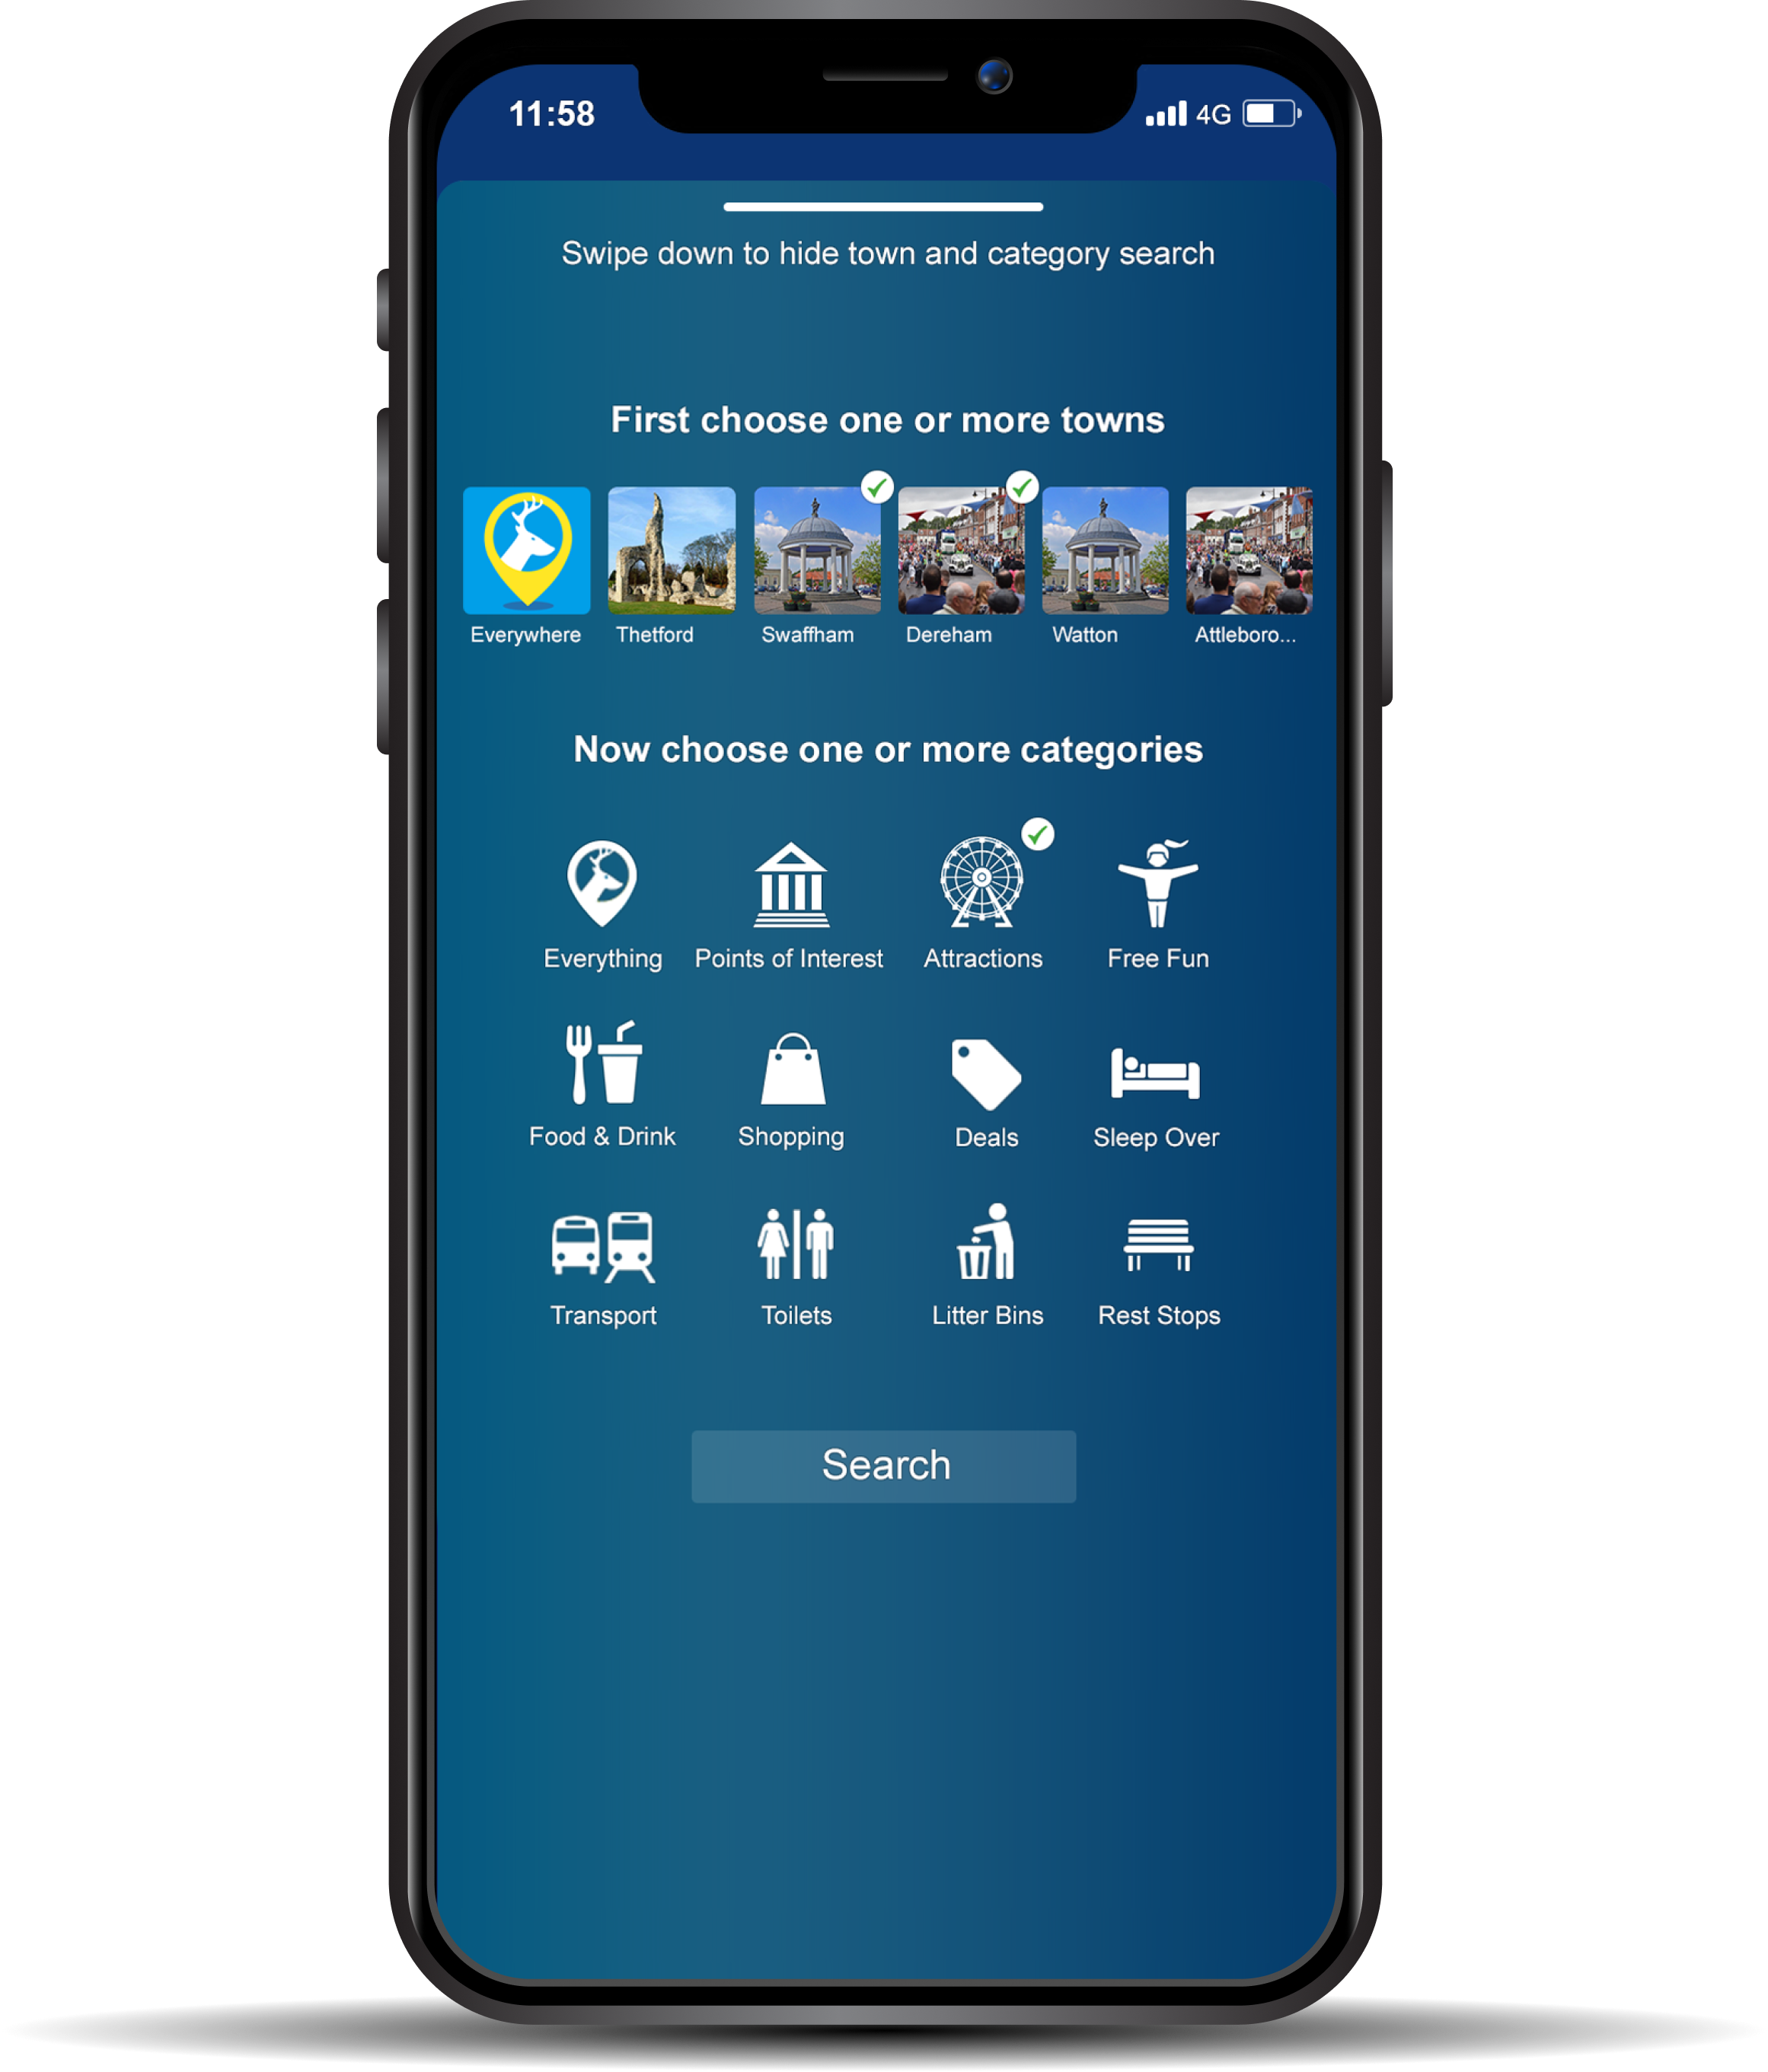 11:58
4G
Swipe down to hide town and category search
First choose one or more towns
Everywhere Thetford Swaffham Dereham Watton Attleboro...
Now choose one or more categories
Everything Points of Interest Attractions Free Fun
Food & Drink Shopping Deals Sleep Over
Transport Toilets Litter Bins Rest Stops
Search